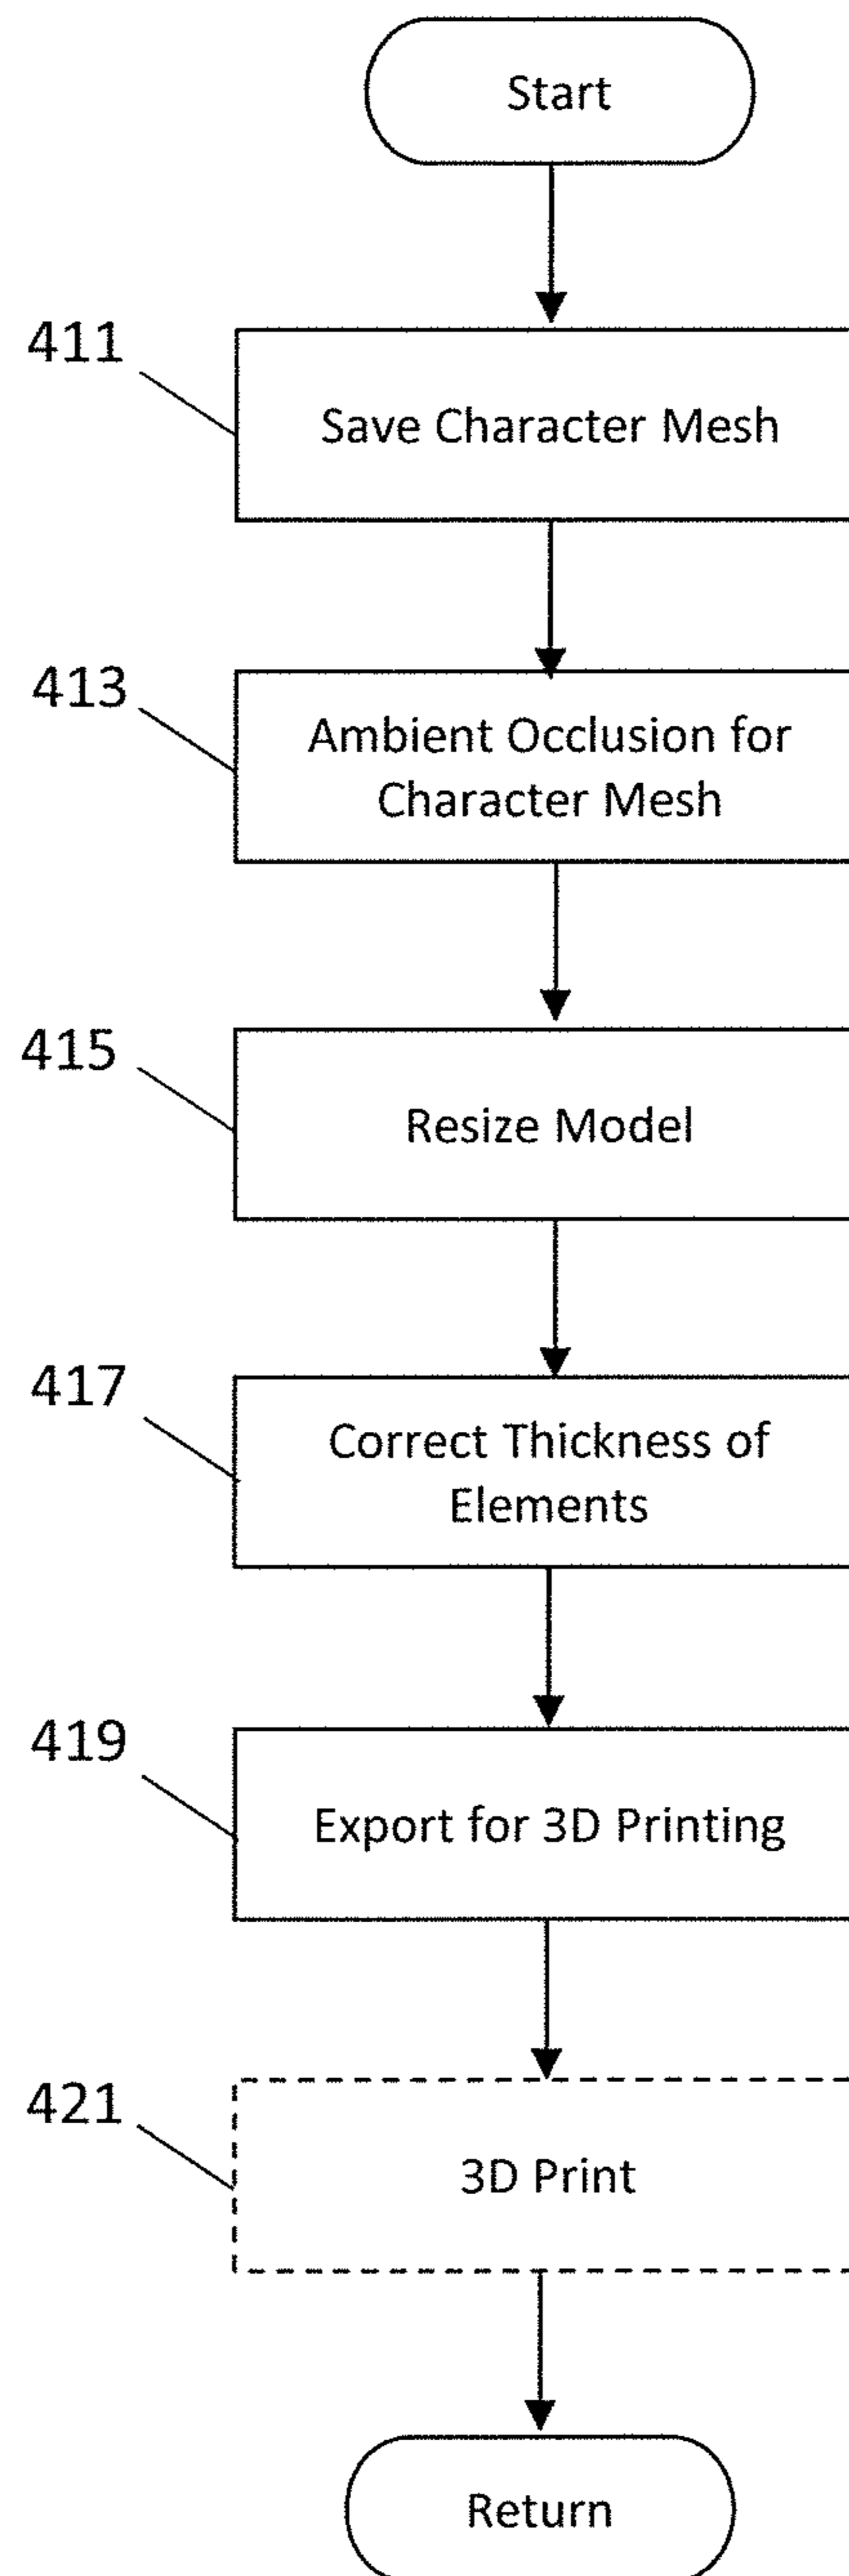 Start
411
Save Character Mesh
413
Ambient Occlusion for
Character Mesh
415
Resize Model
417
Correct Thickness of
Elements
419
Export for 3D Printing
421
3D Print
Return